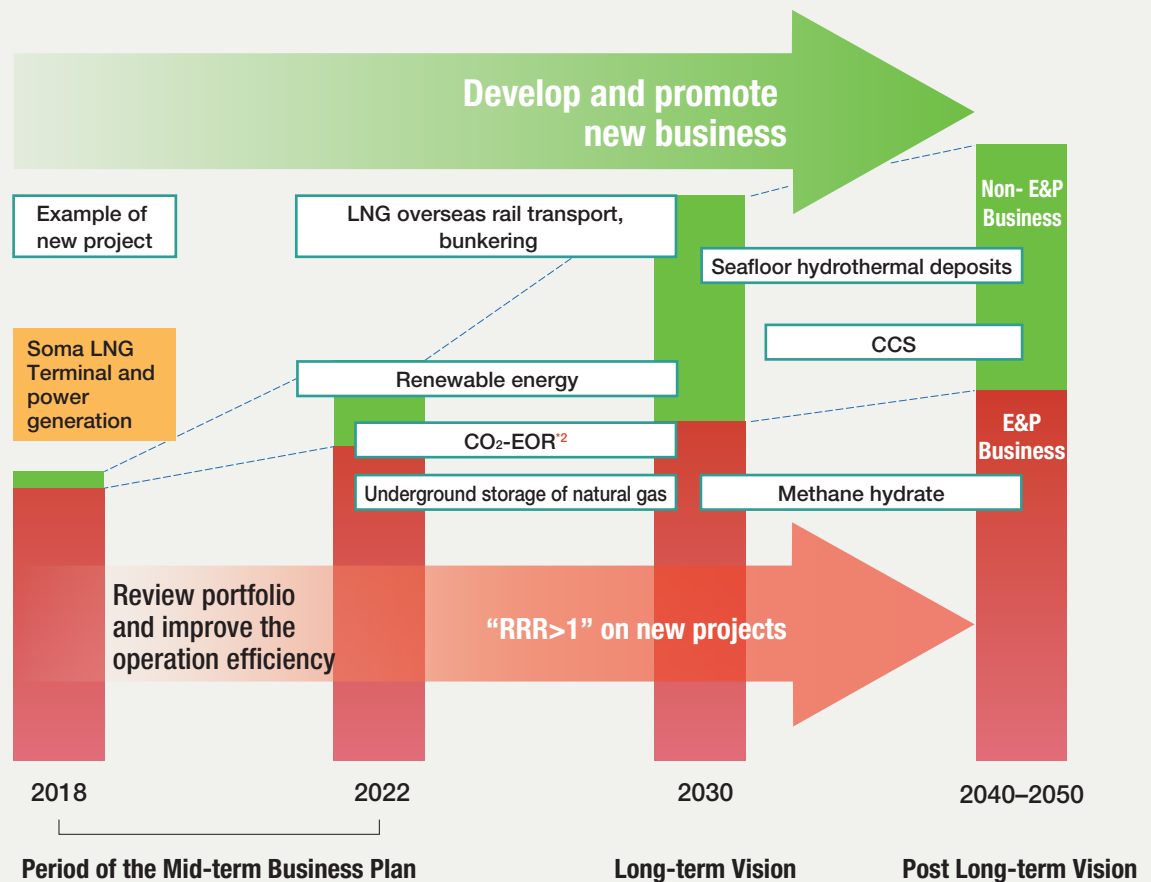 Develop and promote
new business
Example of
new project
LNG overseas rail transport,
bunkering
Non- E&P
Business
Seafloor hydrothermal deposits
Soma LNG
Terminal and
power
generation
CCS
Renewable energy
E&P
Business
CO₂-EOR*2
Underground storage of natural gas
Methane hydrate
Review portfolio
and improve the
operation efficiency
“RRR>1” on new projects
2018
2022
2030
2040–2050
Period of the Mid-term Business Plan
Long-term Vision
Post Long-term Vision